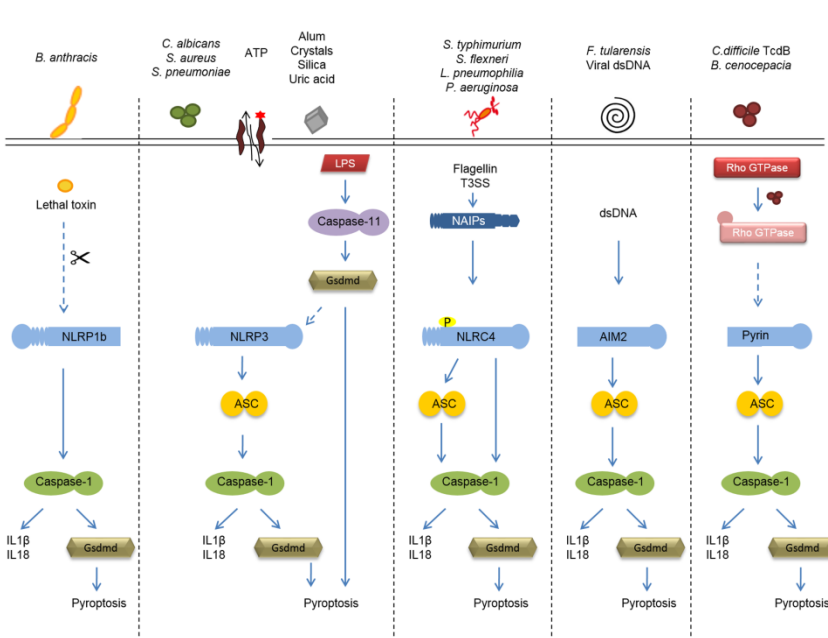 B. anthracis
C. albicans
S. aureus
S. pneumoniae
ATP
Alum
Crystals
Silica
Uric acid
S. typhimurium
S. flexneri
L. pneumophilia
P. aeruginosa
F. tularensis
Viral dsDNA
C.difficile TcdB
B. cenocepacia
Lethal toxin
LPS
Caspase-11
Gsdmd
Flagellin
T3SS
NAIPs
dsDNA
Rho GTPase
Rho GTPase
NLRP1b
NLRP3
P
NLRC4
AIM2
Pyrin
ASC
ASC
ASC
ASC
Caspase-1
Caspase-1
Caspase-1
Caspase-1
Caspase-1
IL1β
IL18
Gsdmd
IL1β
IL18
Gsdmd
IL1β
IL18
Gsdmd
IL1β
IL18
Gsdmd
IL1β
IL18
Gsdmd
Pyroptosis
Pyroptosis
Pyroptosis
Pyroptosis
Pyroptosis